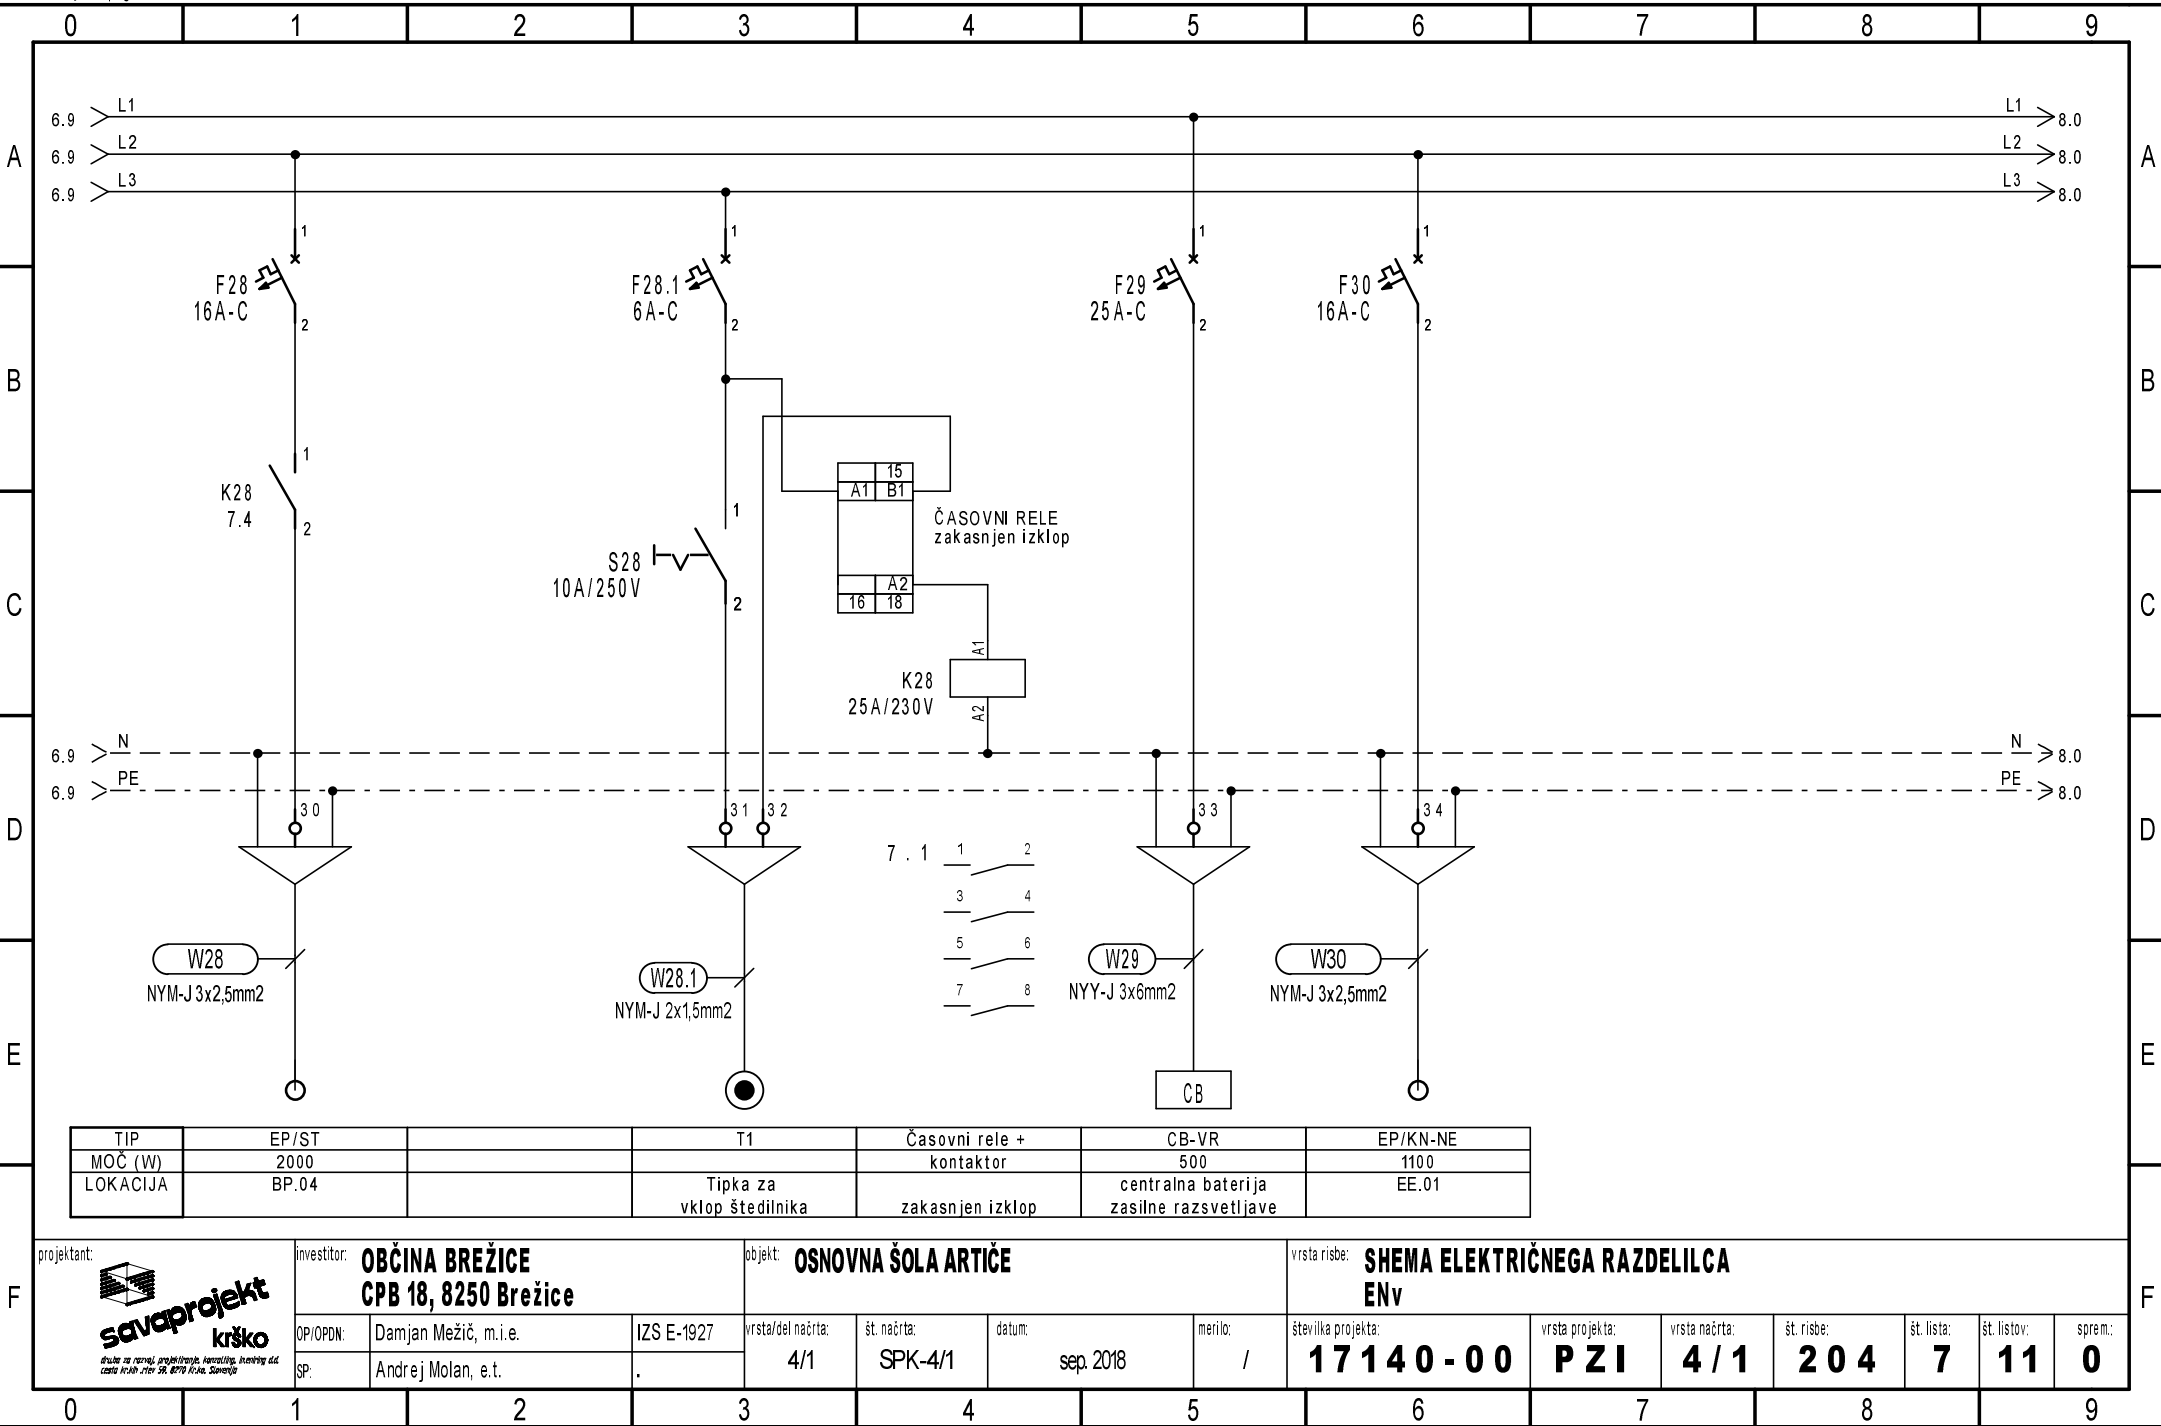 0 1 2 3 4 5 6 7 8 9
A A
B B
C C
D D
E E
F F
6.9 L1 L1 8.0
6.9 L2 L2 8.0
6.9 L3 L3 8.0
1 1 1 1
F28 F28.1 F29 F30
16A-C 6A-C 25A-C 16A-C
2 2 2 2
1
K28
7.4
2
15
A1 B1
ČASOVNI RELE
zakasnjen izklop
1
S28
10A/250V
2
A2
16 18
A1
K28
25A/230V
A2
6.9 N N 8.0
6.9 PE PE 8.0
30 31 32 33 34
7.1 1 2
3 4
5 6
7 8
W28
NYM-J 3x2,5mm2
W28.1
NYM-J 2x1,5mm2
W29
NYY-J 3x6mm2
W30
NYM-J 3x2,5mm2
CB
TIP EP/ST T1 Časovni rele + CB-VR EP/KN-NE
MOČ (W) 2000 kontaktor 500 1100
LOKACIJA BP.04 Tipka za centralna baterija EE.01
vklop štedilnika zakasnjen izklop zasilne razsvetljave
projektant:
savaprojekt
krško
investitor: OBČINA BREŽICE
CPB 18, 8250 Brežice
objekt: OSNOVNA ŠOLA ARTIČE
vrsta risbe: SHEMA ELEKTRIČNEGA RAZDELILCA
ENv
OP/OPDN: Damjan Mežič, m.i.e. IZS E-1927
SP: Andrej Molan, e.t. .
vrsta/del načrta: 4/1
št. načrta: SPK-4/1
datum: sep. 2018
merilo: /
številka projekta: 17140-00
vrsta projekta: PZI
vrsta načrta: 4/1
št. risbe: 204
št. lista: 7
št. listov: 11
sprem.: 0
0 1 2 3 4 5 6 7 8 9